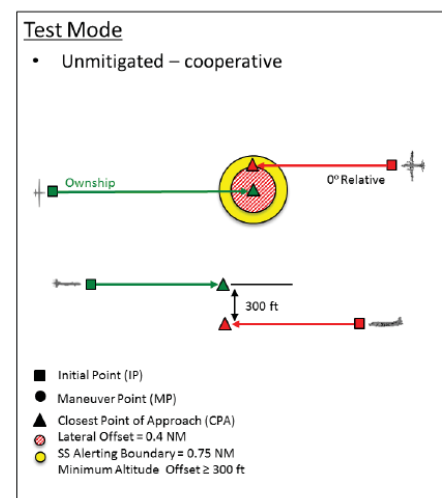 Test Mode
• Unmitigated – cooperative
Ownship
0° Relative
300 ft
Initial Point (IP)
Maneuver Point (MP)
Closest Point of Approach (CPA)
Lateral Offset = 0.4 NM
SS Alerting Boundary = 0.75 NM
Minimum Altitude Offset ≥ 300 ft